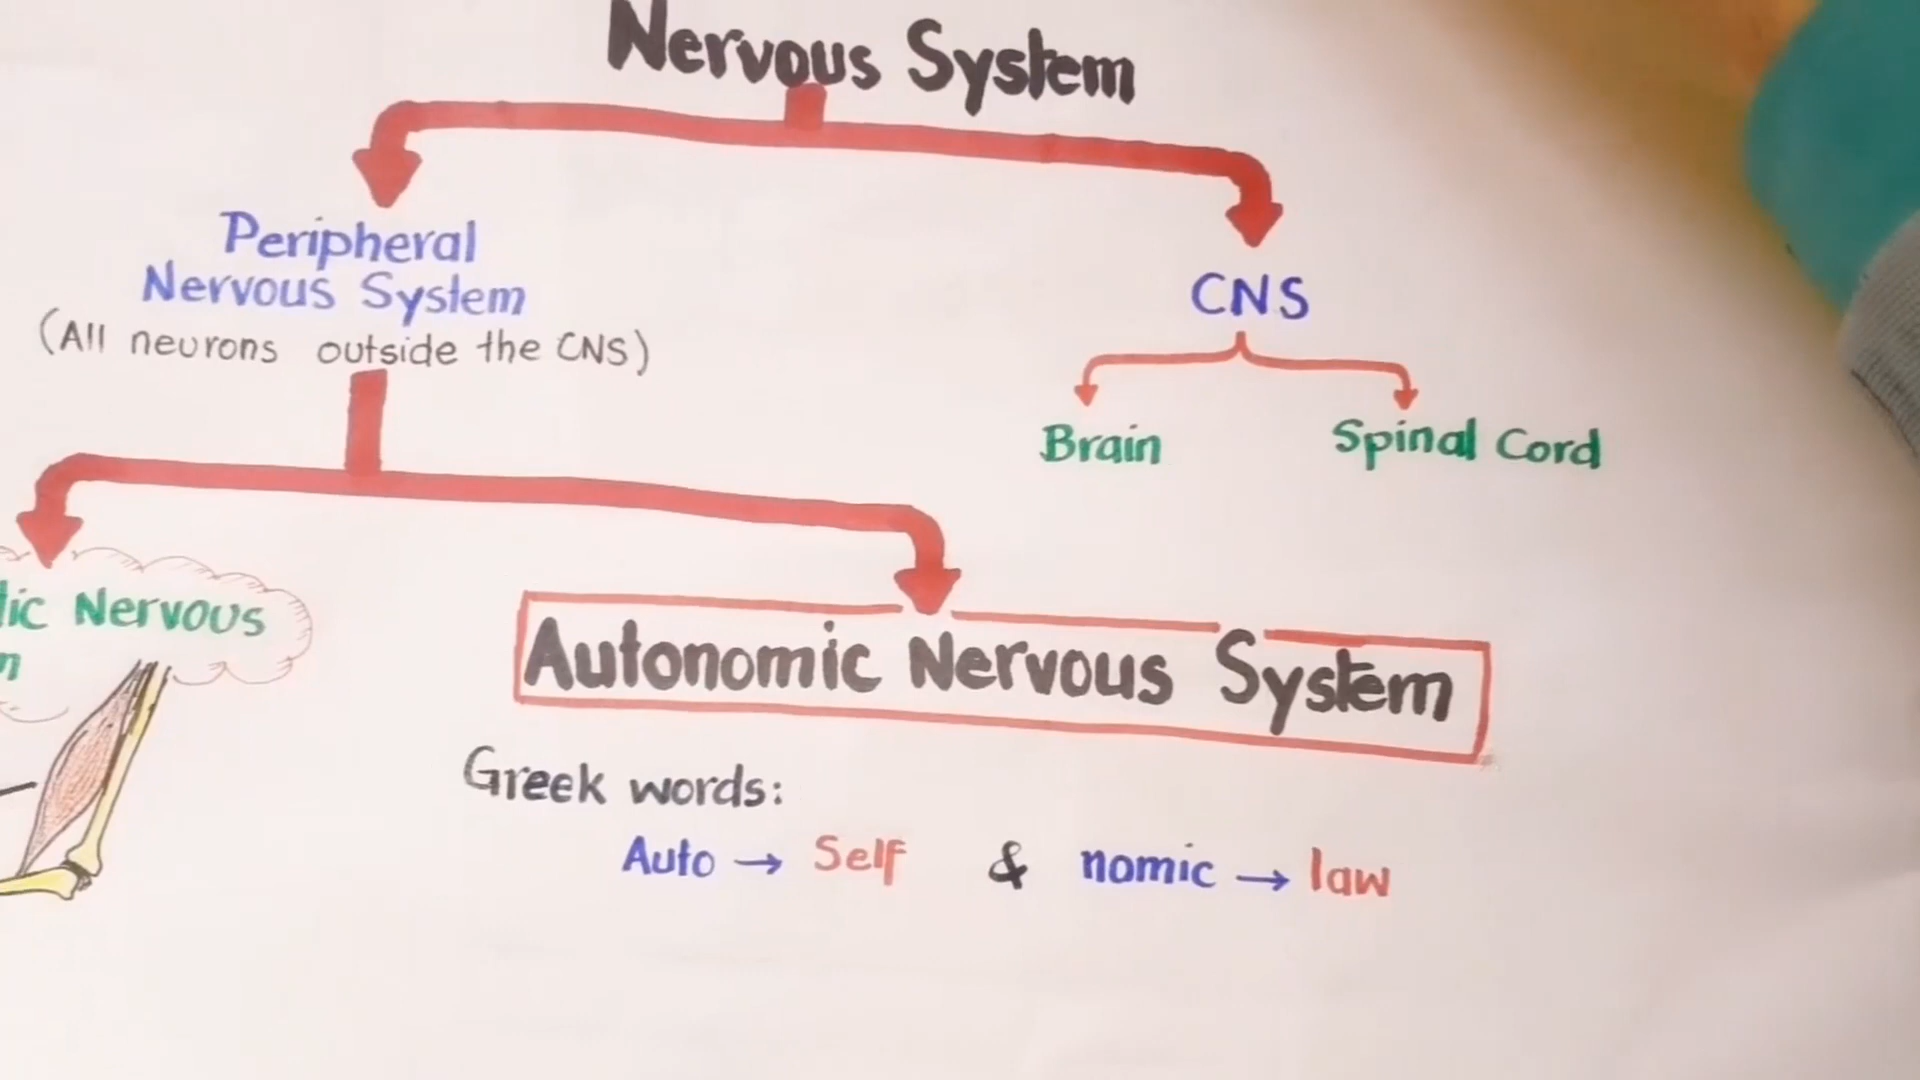 Nervous System
Peripheral
Nervous System
(All neurons outside the CNS)
CNS
Brain
Spinal Cord
Nervous
Autonomic Nervous System
Greek words:
Auto → Self & nomic → law